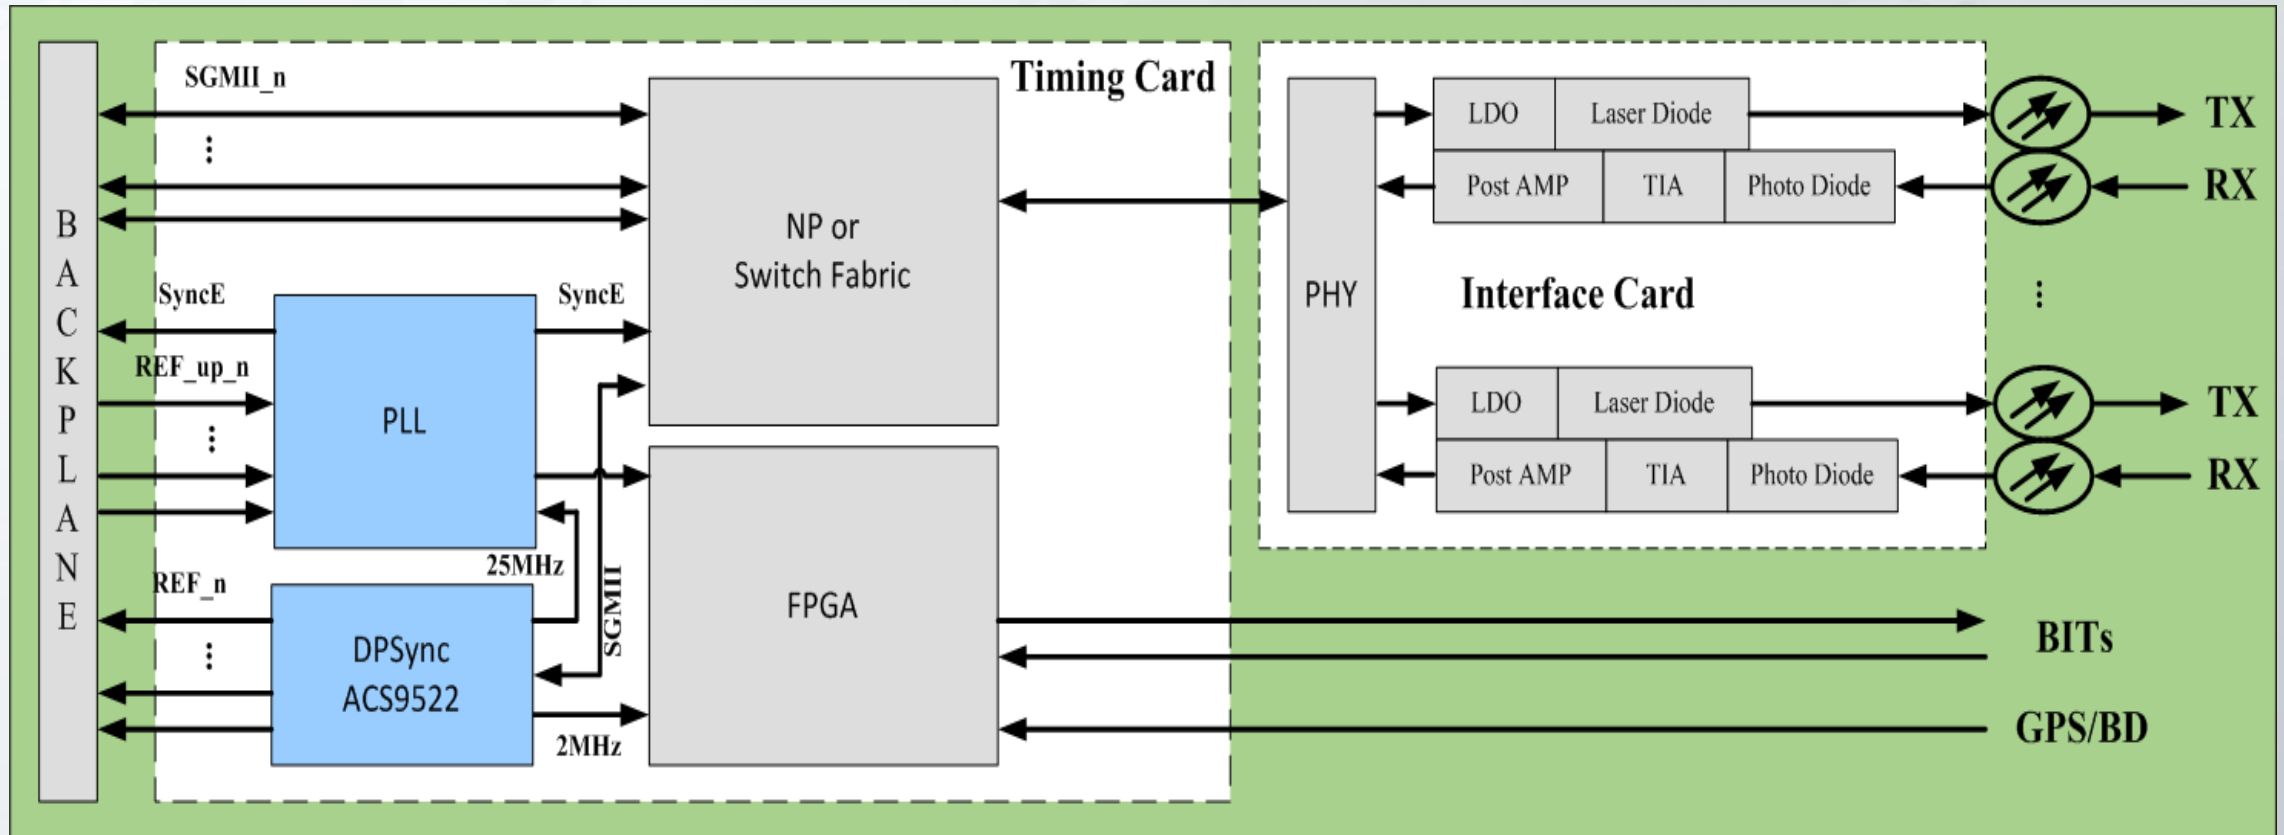 BACKPLANE
SGMII_n
Timing Card
NP or
Switch Fabric
SyncE
SyncE
REF_up_n
PLL
25MHz
SGMII
REF_n
DPSync
ACS9522
2MHz
FPGA
PHY
LDO
Laser Diode
TX
Post AMP
TIA
Photo Diode
RX
Interface Card
LDO
Laser Diode
TX
Post AMP
TIA
Photo Diode
RX
BITs
GPS/BD